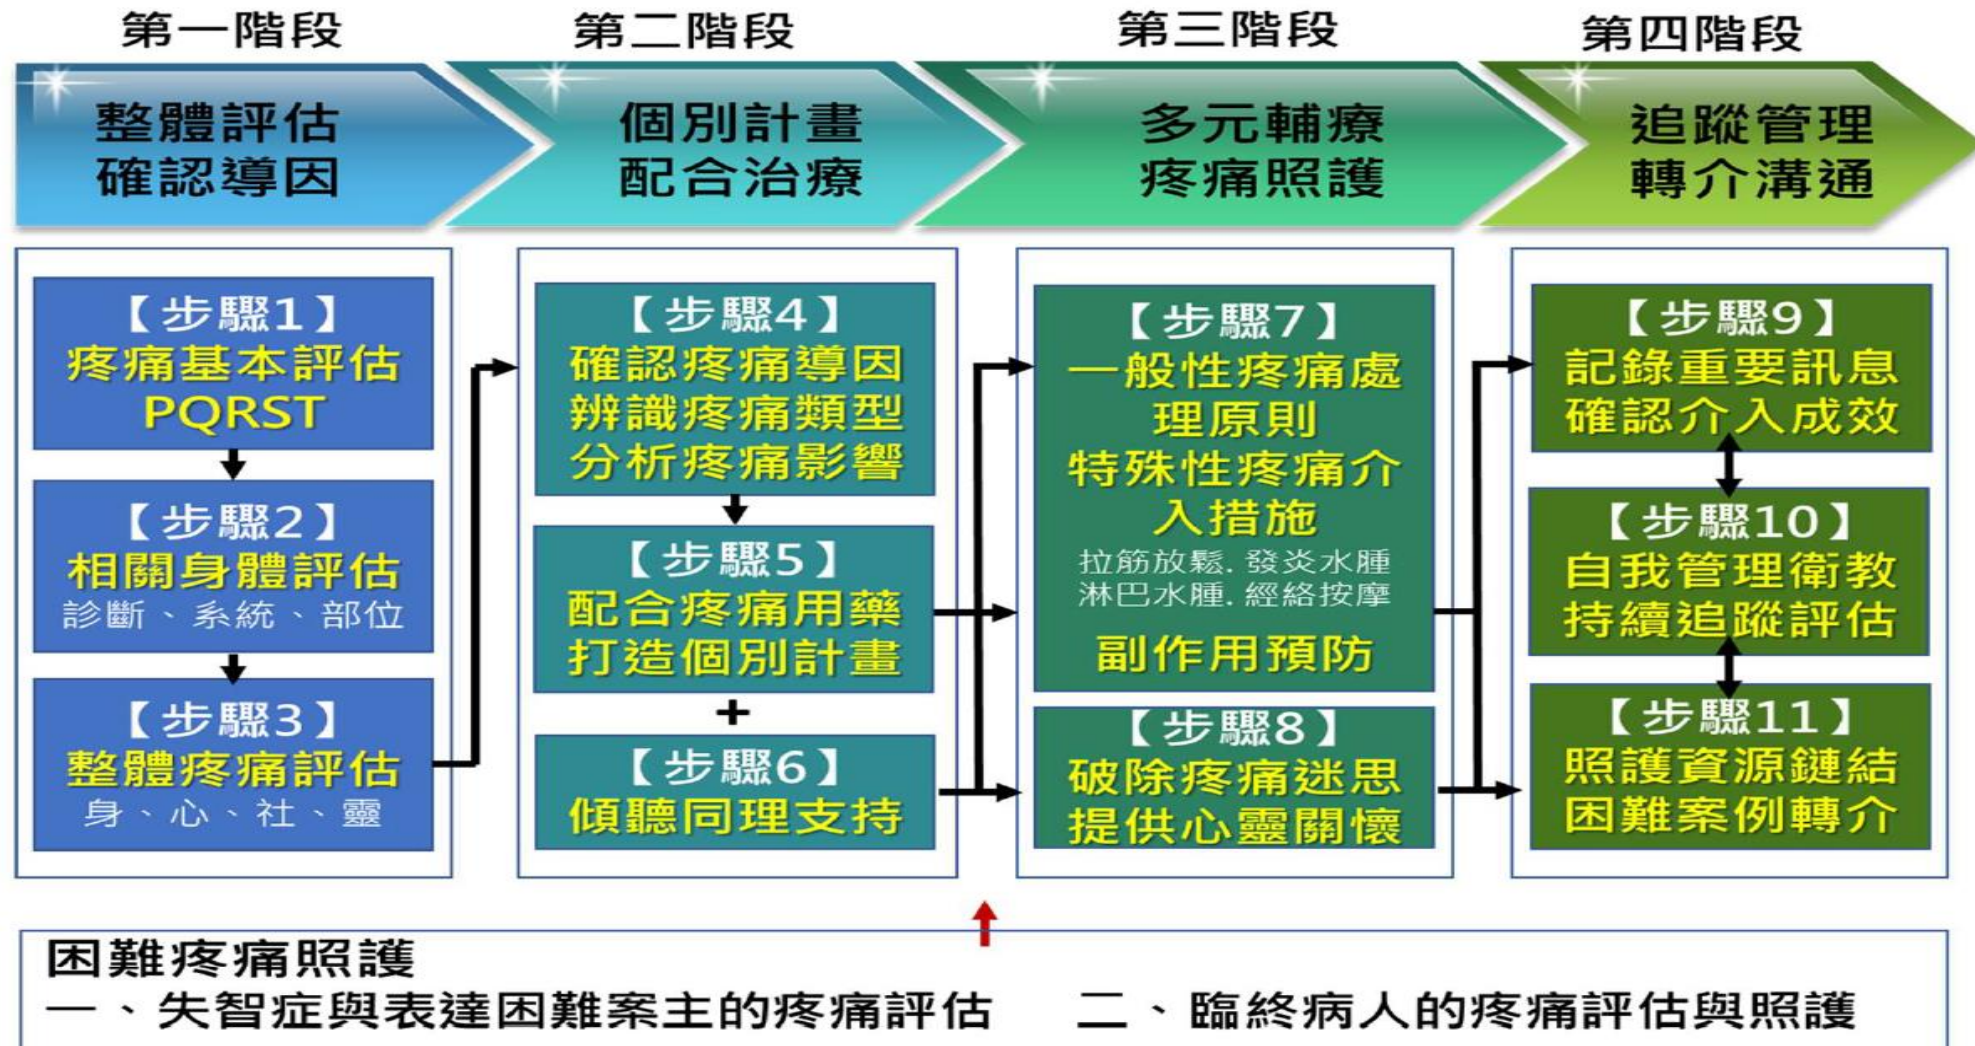 第一階段
第二階段
第三階段
第四階段
整體評估
確認導因
個別計畫
配合治療
多元輔療
疼痛照護
追蹤管理
轉介溝通
【步驟1】
疼痛基本評估
PQRST
【步驟2】
相關身體評估
診斷、系統、部位
【步驟3】
整體疼痛評估
身、心、社、靈
【步驟4】
確認疼痛導因
辨識疼痛類型
分析疼痛影響
【步驟5】
配合疼痛用藥
打造個別計畫
+
【步驟6】
傾聽同理支持
【步驟7】
一般性疼痛處
理原則
特殊性疼痛介
入措施
拉筋放鬆.發炎水腫
淋巴水腫.經絡按摩
副作用預防
【步驟8】
破除疼痛迷思
提供心靈關懷
【步驟9】
記錄重要訊息
確認介入成效
【步驟10】
自我管理衛教
持續追蹤評估
【步驟11】
照護資源鏈結
困難案例轉介
困難疼痛照護
一、失智症與表達困難案主的疼痛評估 二、臨終病人的疼痛評估與照護